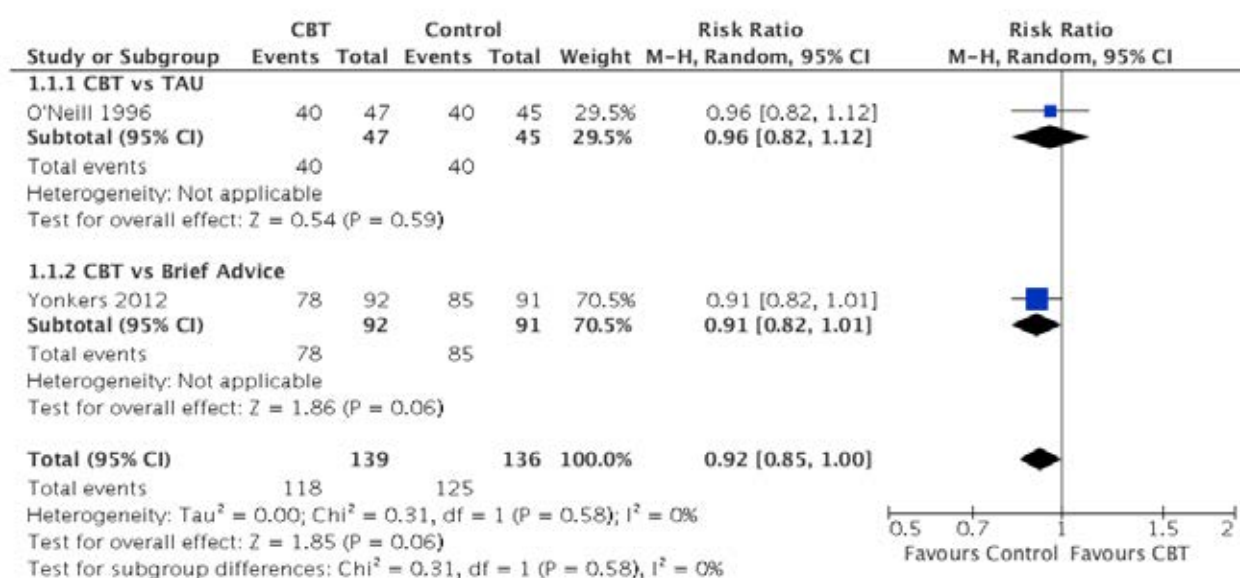 CBT Control Risk Ratio Risk Ratio
Study or Subgroup Events Total Events Total Weight M-H, Random, 95% CI M-H, Random, 95% CI
1.1.1 CBT vs TAU
O'Neill 1996 40 47 40 45 29.5% 0.96 [0.82, 1.12]
Subtotal (95% CI) 47 45 29.5% 0.96 [0.82, 1.12]
Total events 40 40
Heterogeneity: Not applicable
Test for overall effect: Z = 0.54 (P = 0.59)
1.1.2 CBT vs Brief Advice
Yonkers 2012 78 92 85 91 70.5% 0.91 [0.82, 1.01]
Subtotal (95% CI) 92 91 70.5% 0.91 [0.82, 1.01]
Total events 78 85
Heterogeneity: Not applicable
Test for overall effect: Z = 1.86 (P = 0.06)
Total (95% CI) 139 136 100.0% 0.92 [0.85, 1.00]
Total events 118 125
Heterogeneity: Tau² = 0.00; Chi² = 0.31, df = 1 (P = 0.58); I² = 0%
Test for overall effect: Z = 1.85 (P = 0.06)
Test for subgroup differences: Chi² = 0.31, df = 1 (P = 0.58), I² = 0%
0.5 0.7 1 1.5 2
Favours Control Favours CBT